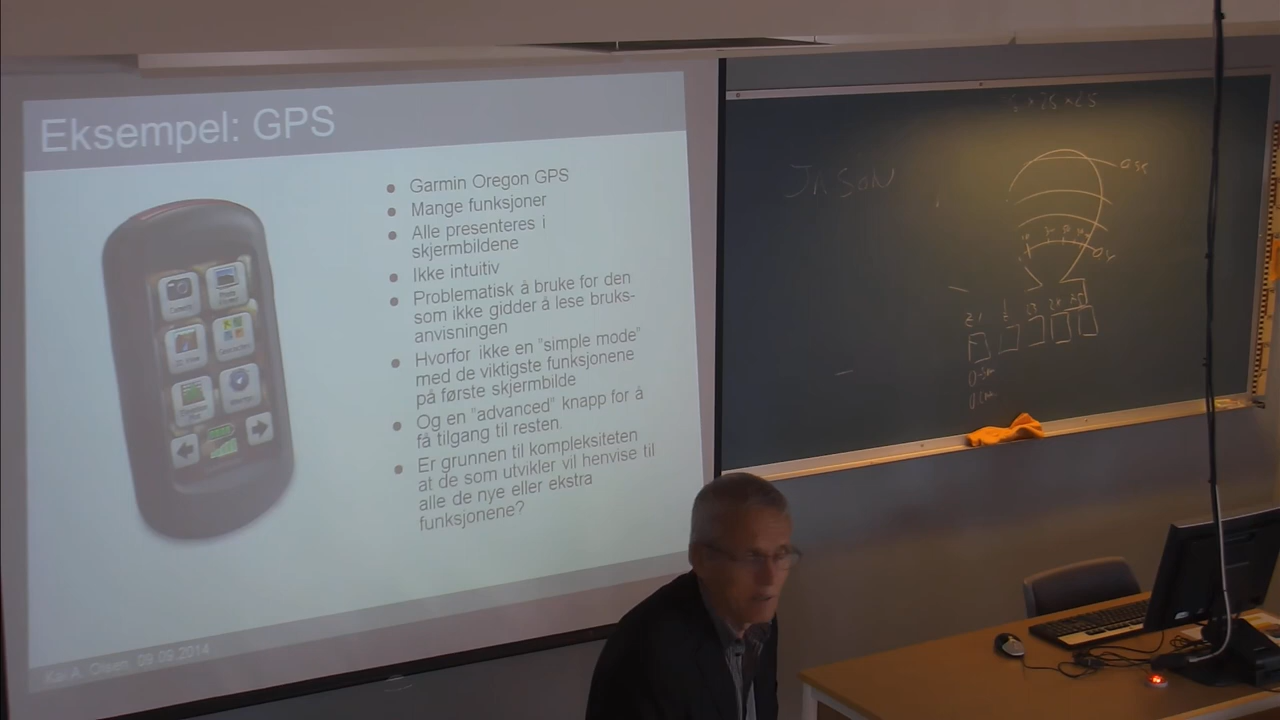 Eksempel: GPS
Garmin Oregon GPS
Mange funksjoner
Alle presenteres i
skjermbildene
Ikke intuitiv
Problematisk å bruke for den
som ikke gidder å lese bruks-
anvisningen
Hvorfor ikke en "simple mode"
med de viktigste funksjonene
på første skjermbilde
Og en "advanced" knapp for å
få tilgang til resten.
Er grunnen til kompleksiteten
at de som utvikler vil henvise til
alle de nye eller ekstra
funksjonene?
Kai A. Olsen, 09.09.2014
JASON